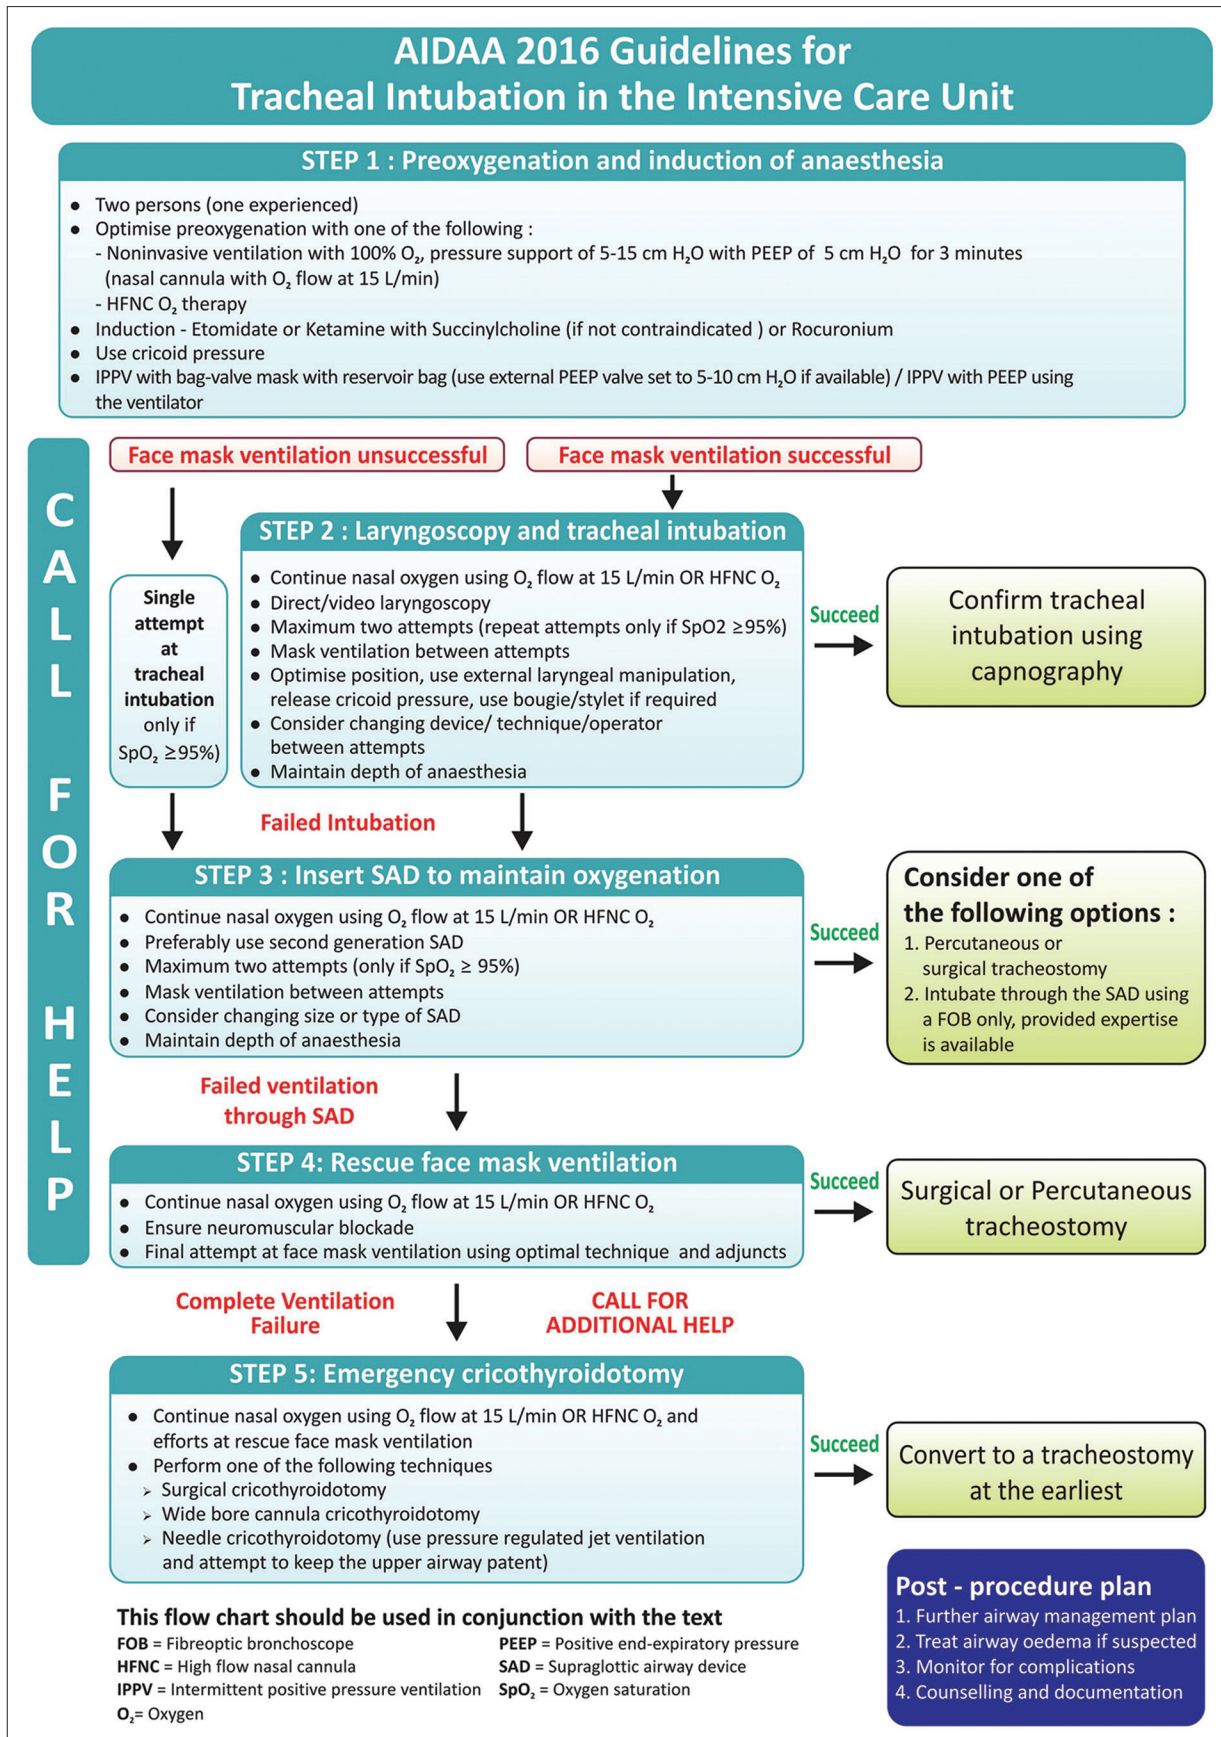 AIDAA 2016 Guidelines for
Tracheal Intubation in the Intensive Care Unit
STEP 1 : Preoxygenation and induction of anaesthesia
● Two persons (one experienced)
● Optimise preoxygenation with one of the following :
- Noninvasive ventilation with 100% O₂, pressure support of 5-15 cm H₂O with PEEP of 5 cm H₂O for 3 minutes
(nasal cannula with O₂ flow at 15 L/min)
- HFNC O₂ therapy
● Induction - Etomidate or Ketamine with Succinylcholine (if not contraindicated ) or Rocuronium
● Use cricoid pressure
● IPPV with bag-valve mask with reservoir bag (use external PEEP valve set to 5-10 cm H₂O if available) / IPPV with PEEP using
the ventilator
CALL FOR HELP
Face mask ventilation unsuccessful
Face mask ventilation successful
Single
attempt
at
tracheal
intubation
only if
SpO₂ ≥95%)
STEP 2 : Laryngoscopy and tracheal intubation
● Continue nasal oxygen using O₂ flow at 15 L/min OR HFNC O₂
● Direct/video laryngoscopy
● Maximum two attempts (repeat attempts only if SpO2 ≥95%)
● Mask ventilation between attempts
● Optimise position, use external laryngeal manipulation,
release cricoid pressure, use bougie/stylet if required
● Consider changing device/ technique/operator
between attempts
● Maintain depth of anaesthesia
Succeed
Confirm tracheal
intubation using
capnography
Failed Intubation
STEP 3 : Insert SAD to maintain oxygenation
● Continue nasal oxygen using O₂ flow at 15 L/min OR HFNC O₂
● Preferably use second generation SAD
● Maximum two attempts (only if SpO₂ ≥ 95%)
● Mask ventilation between attempts
● Consider changing size or type of SAD
● Maintain depth of anaesthesia
Succeed
Consider one of
the following options :
1. Percutaneous or
surgical tracheostomy
2. Intubate through the SAD using
a FOB only, provided expertise
is available
Failed ventilation
through SAD
STEP 4: Rescue face mask ventilation
● Continue nasal oxygen using O₂ flow at 15 L/min OR HFNC O₂
● Ensure neuromuscular blockade
● Final attempt at face mask ventilation using optimal technique and adjuncts
Succeed
Surgical or Percutaneous
tracheostomy
Complete Ventilation
Failure
CALL FOR
ADDITIONAL HELP
STEP 5: Emergency cricothyroidotomy
● Continue nasal oxygen using O₂ flow at 15 L/min OR HFNC O₂ and
efforts at rescue face mask ventilation
● Perform one of the following techniques
➢ Surgical cricothyroidotomy
➢ Wide bore cannula cricothyroidotomy
➢ Needle cricothyroidotomy (use pressure regulated jet ventilation
and attempt to keep the upper airway patent)
Succeed
Convert to a tracheostomy
at the earliest
Post - procedure plan
1. Further airway management plan
2. Treat airway oedema if suspected
3. Monitor for complications
4. Counselling and documentation
This flow chart should be used in conjunction with the text
FOB = Fibreoptic bronchoscope
HFNC = High flow nasal cannula
IPPV = Intermittent positive pressure ventilation
O₂= Oxygen
PEEP = Positive end-expiratory pressure
SAD = Supraglottic airway device
SpO₂ = Oxygen saturation